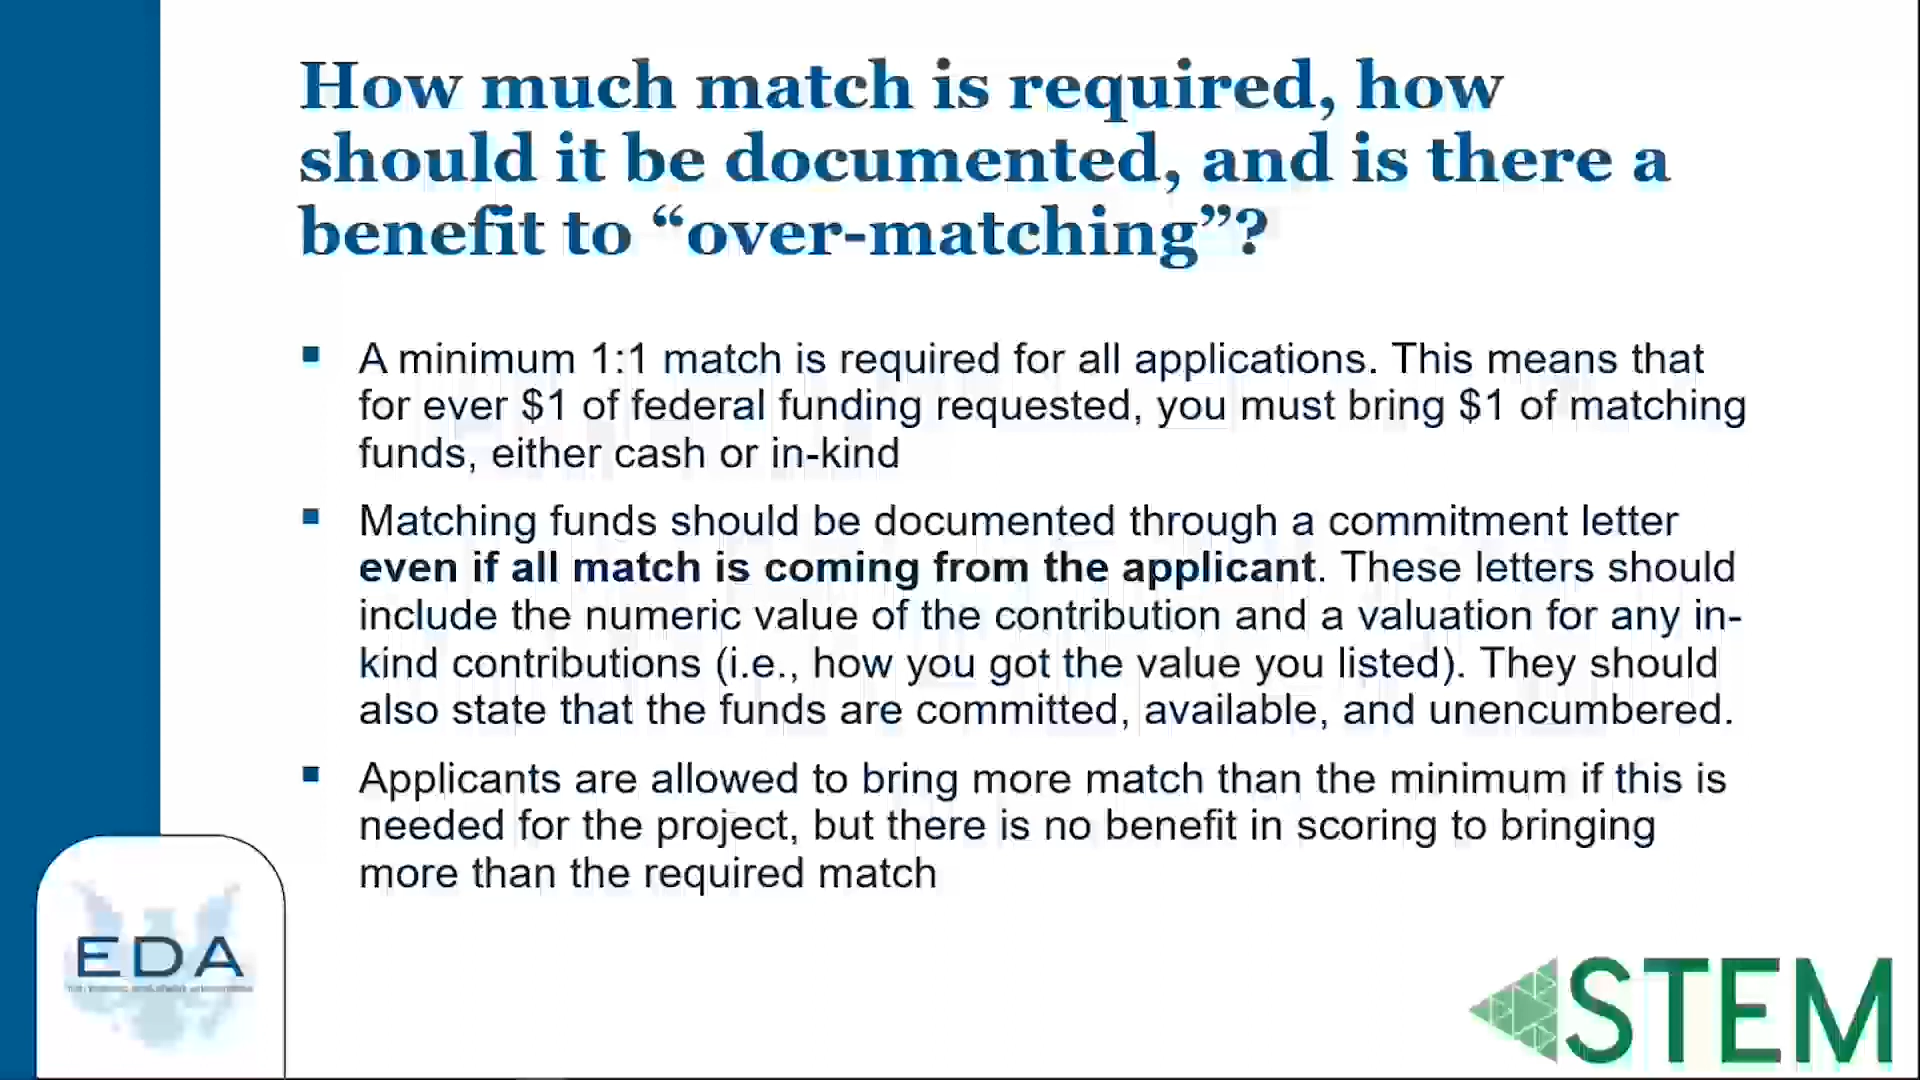 How much match is required, how
should it be documented, and is there a
benefit to “over-matching”?
A minimum 1:1 match is required for all applications. This means that
for ever $1 of federal funding requested, you must bring $1 of matching
funds, either cash or in-kind
Matching funds should be documented through a commitment letter
even if all match is coming from the applicant. These letters should
include the numeric value of the contribution and a valuation for any in-
kind contributions (i.e., how you got the value you listed). They should
also state that the funds are committed, available, and unencumbered.
Applicants are allowed to bring more match than the minimum if this is
needed for the project, but there is no benefit in scoring to bringing
more than the required match
EDA
STEM